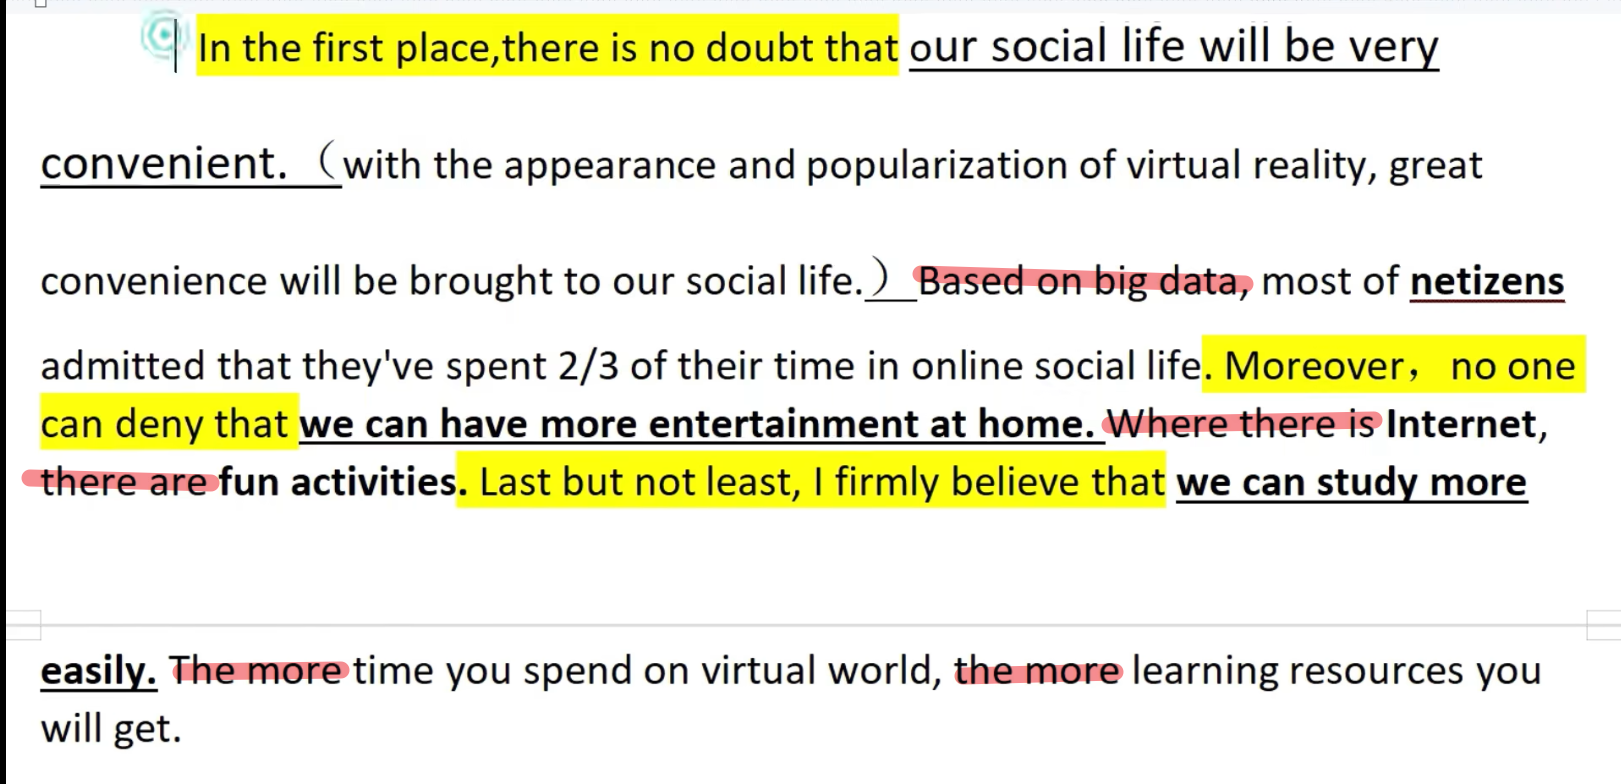 In the first place,there is no doubt that our social life will be very
convenient.（with the appearance and popularization of virtual reality, great
convenience will be brought to our social life.） Based on big data, most of netizens
admitted that they've spent 2/3 of their time in online social life. Moreover， no one
can deny that we can have more entertainment at home. Where there is Internet,
there are fun activities. Last but not least, I firmly believe that we can study more
easily. The more time you spend on virtual world, the more learning resources you
will get.